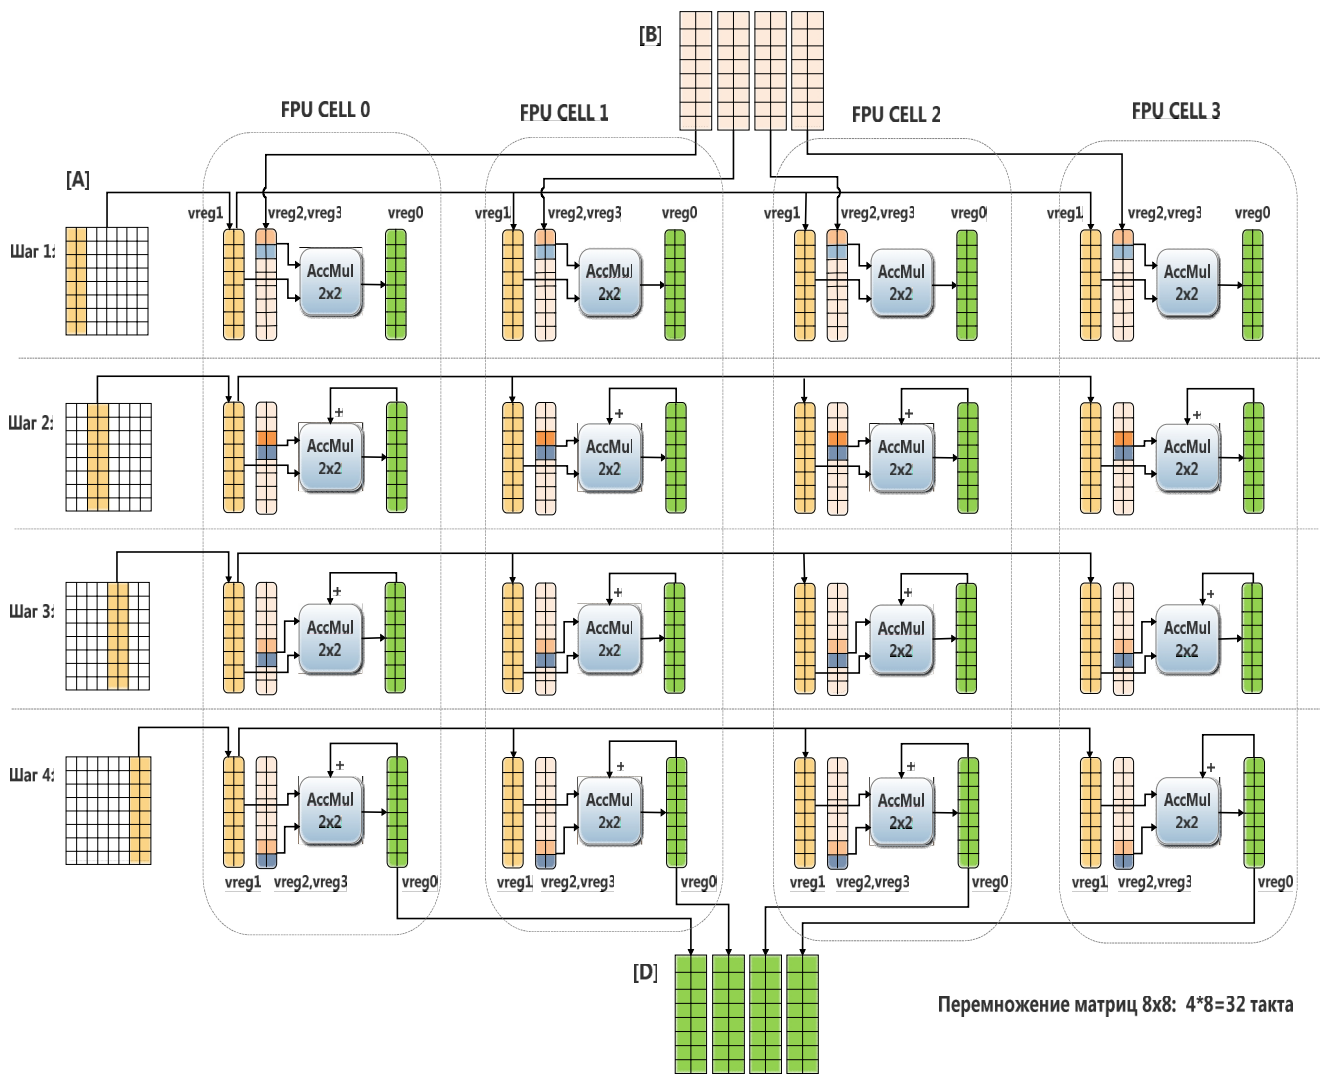 [B]
FPU CELL 0
FPU CELL 1
FPU CELL 2
FPU CELL 3
[A]
vreg1 vreg2,vreg3 vreg0
vreg1 vreg2,vreg3 vreg0
vreg1 vreg2,vreg3 vreg0
vreg1 vreg2,vreg3 vreg0
Шаг 1:
AccMul
2x2
AccMul
2x2
AccMul
2x2
AccMul
2x2
Шаг 2:
+
AccMul
2x2
+
AccMul
2x2
+
AccMul
2x2
+
AccMul
2x2
Шаг 3:
+
AccMul
2x2
+
AccMul
2x2
+
AccMul
2x2
+
AccMul
2x2
Шаг 4:
+
AccMul
2x2
+
AccMul
2x2
+
AccMul
2x2
+
AccMul
2x2
vreg1 vreg2,vreg3 vreg0
vreg1 vreg2,vreg3 vreg0
vreg1 vreg2,vreg3 vreg0
vreg1 vreg2,vreg3 vreg0
[D]
Перемножение матриц 8x8: 4*8=32 такта